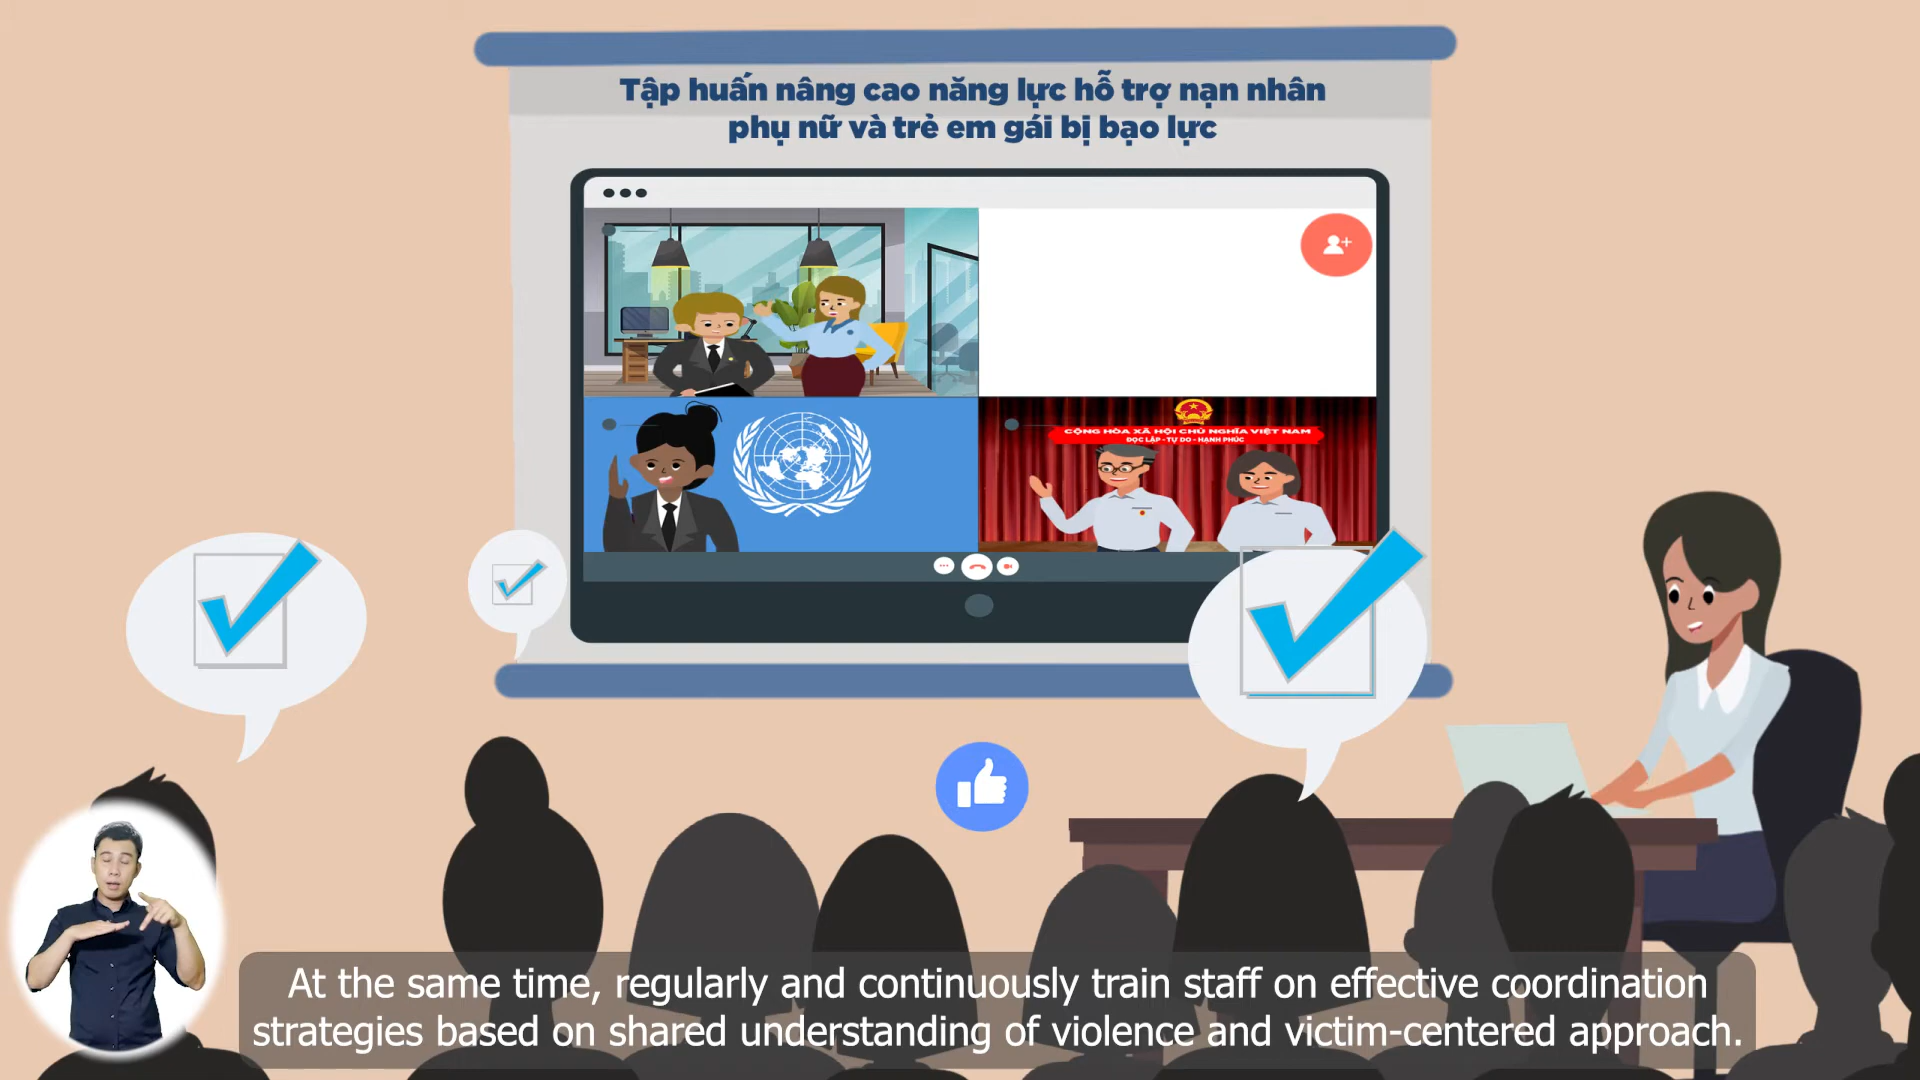 Tập huấn nâng cao năng lực hỗ trợ nạn nhân
phụ nữ và trẻ em gái bị bạo lực
CỘNG HÒA XÃ HỘI CHỦ NGHĨA VIỆT NAM
ĐỘC LẬP - TỰ DO - HẠNH PHÚC
At the same time, regularly and continuously train staff on effective coordination
strategies based on shared understanding of violence and victim-centered approach.